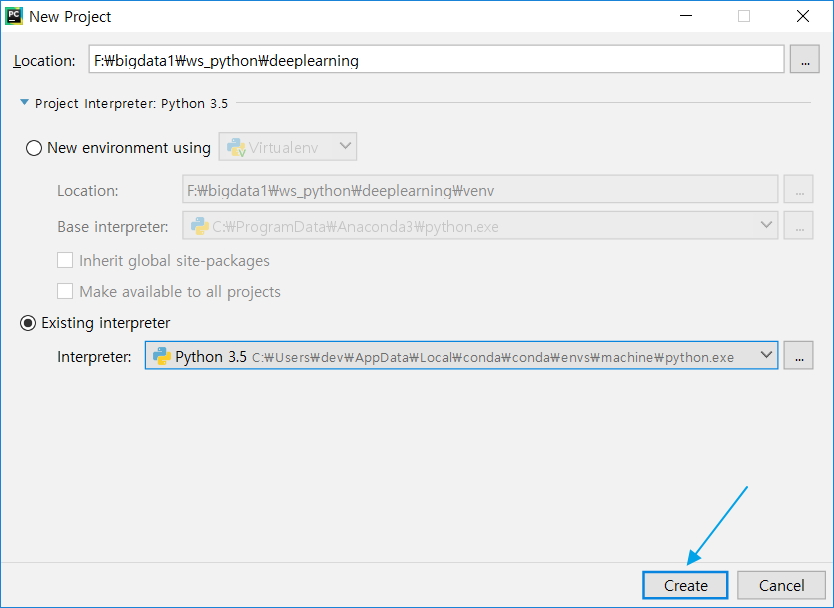 PC New Project
Location: F:₩bigdata1₩ws_python₩deeplearning ...
Project Interpreter: Python 3.5
New environment using Virtualenv
Location: F:₩bigdata1₩ws_python₩deeplearning₩venv ...
Base interpreter: C:₩ProgramData₩Anaconda3₩python.exe ...
Inherit global site-packages
Make available to all projects
Existing interpreter
Interpreter: Python 3.5 C:₩Users₩dev₩AppData₩Local₩conda₩conda₩envs₩machine₩python.exe ...
Create Cancel